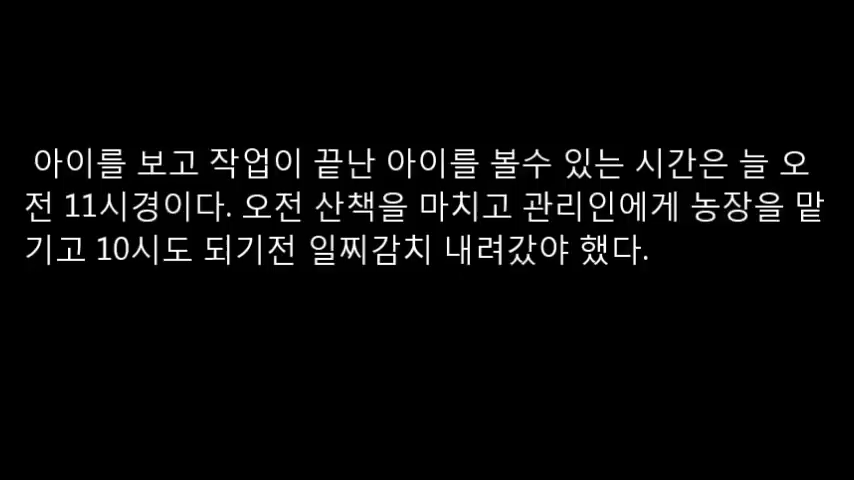 아이를 보고 작업이 끝난 아이를 볼수 있는 시간은 늘 오
전 11시경이다. 오전 산책을 마치고 관리인에게 농장을 맡
기고 10시도 되기전 일찌감치 내려갔야 했다.